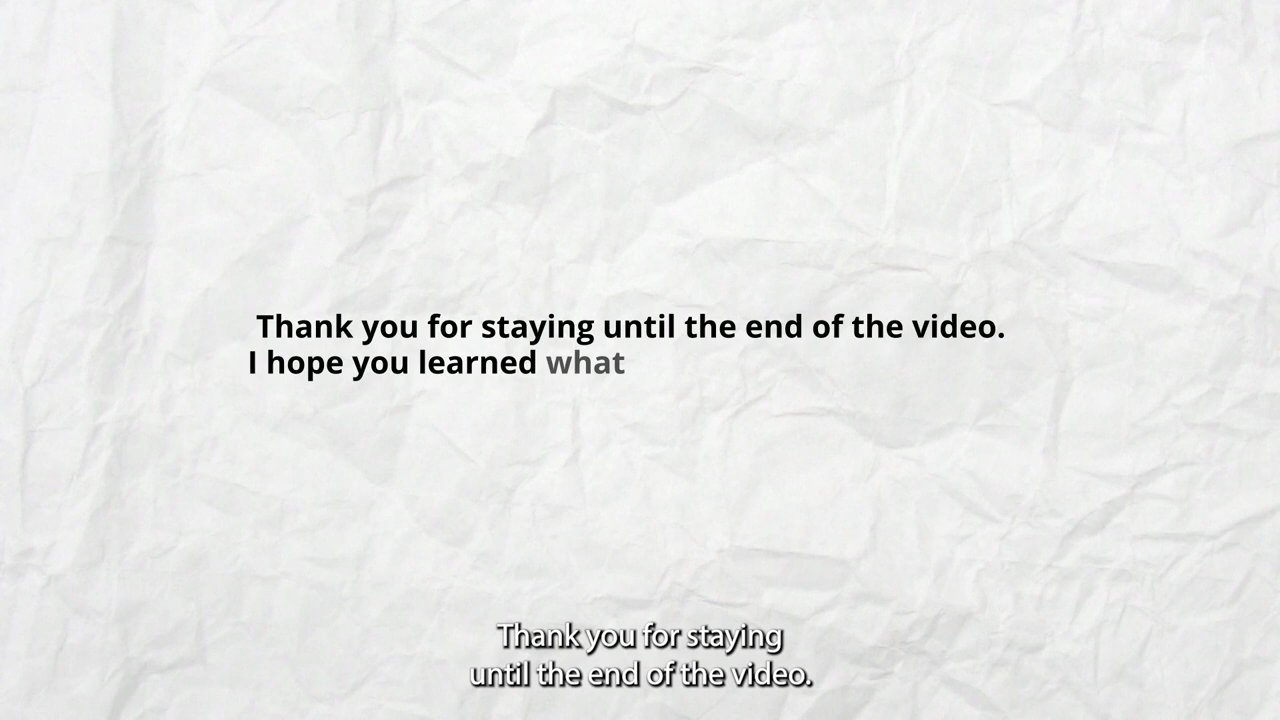 Thank you for staying until the end of the video.
I hope you learned what
Thank you for staying
until the end of the video.